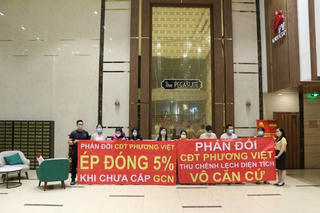 The PEGASUITE
PHẢN ĐỐI
CĐT PHƯƠNG VIỆT
ÉP ĐÓNG 5%
KHI CHƯA CẤP GCN
PHẢN ĐỐI
CĐT PHƯƠNG VIỆT
THU CHÊNH LỆCH DIỆN TÍCH
VÔ CĂN CỨ